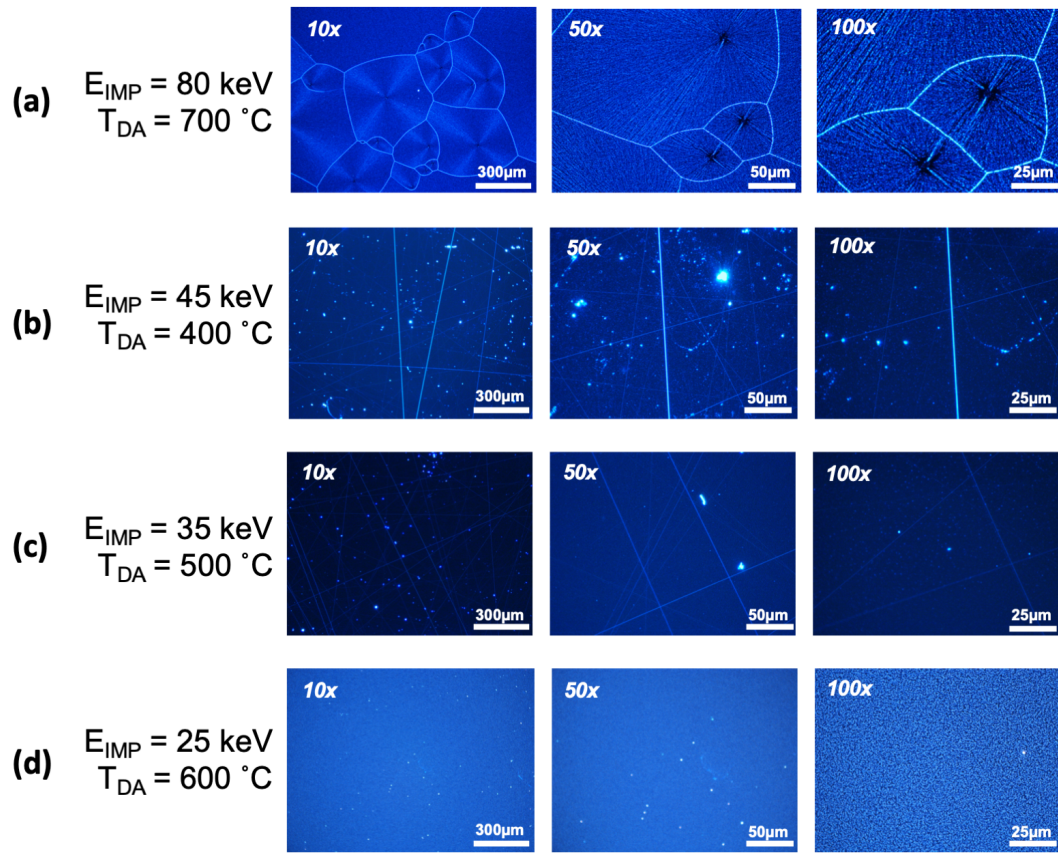 (a)
E_IMP = 80 keV
T_DA = 700 ˚C
10x
300µm
50x
50µm
100x
25µm
(b)
E_IMP = 45 keV
T_DA = 400 ˚C
10x
300µm
50x
50µm
100x
25µm
(c)
E_IMP = 35 keV
T_DA = 500 ˚C
10x
300µm
50x
50µm
100x
25µm
(d)
E_IMP = 25 keV
T_DA = 600 ˚C
10x
300µm
50x
50µm
100x
25µm